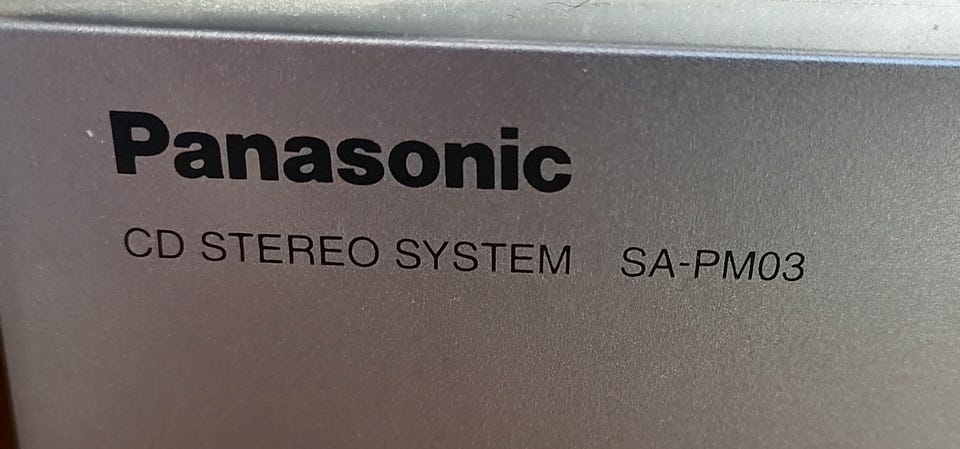 Panasonic
CD STEREO SYSTEM SA-PM03